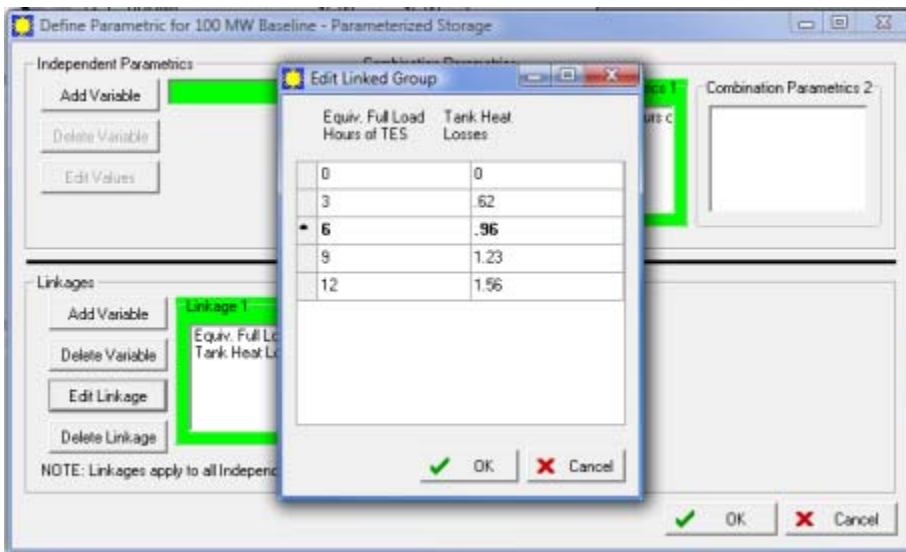 Define Parametric for 100 MW Baseline - Parameterized Storage
Independent Parametrics
Add Variable
Delete Variable
Edit Values
Combination Parametrics 2
Edit Linked Group
Equiv. Full Load Tank Heat
Hours of TES Losses
0 0
3 .62
6 .96
9 1.23
12 1.56
OK Cancel
Linkages
Add Variable
Delete Variable
Edit Linkage
Delete Linkage
Linkage 1
Equiv. Full Lo
Tank Heat Lo
NOTE: Linkages apply to all Independ
OK Cancel